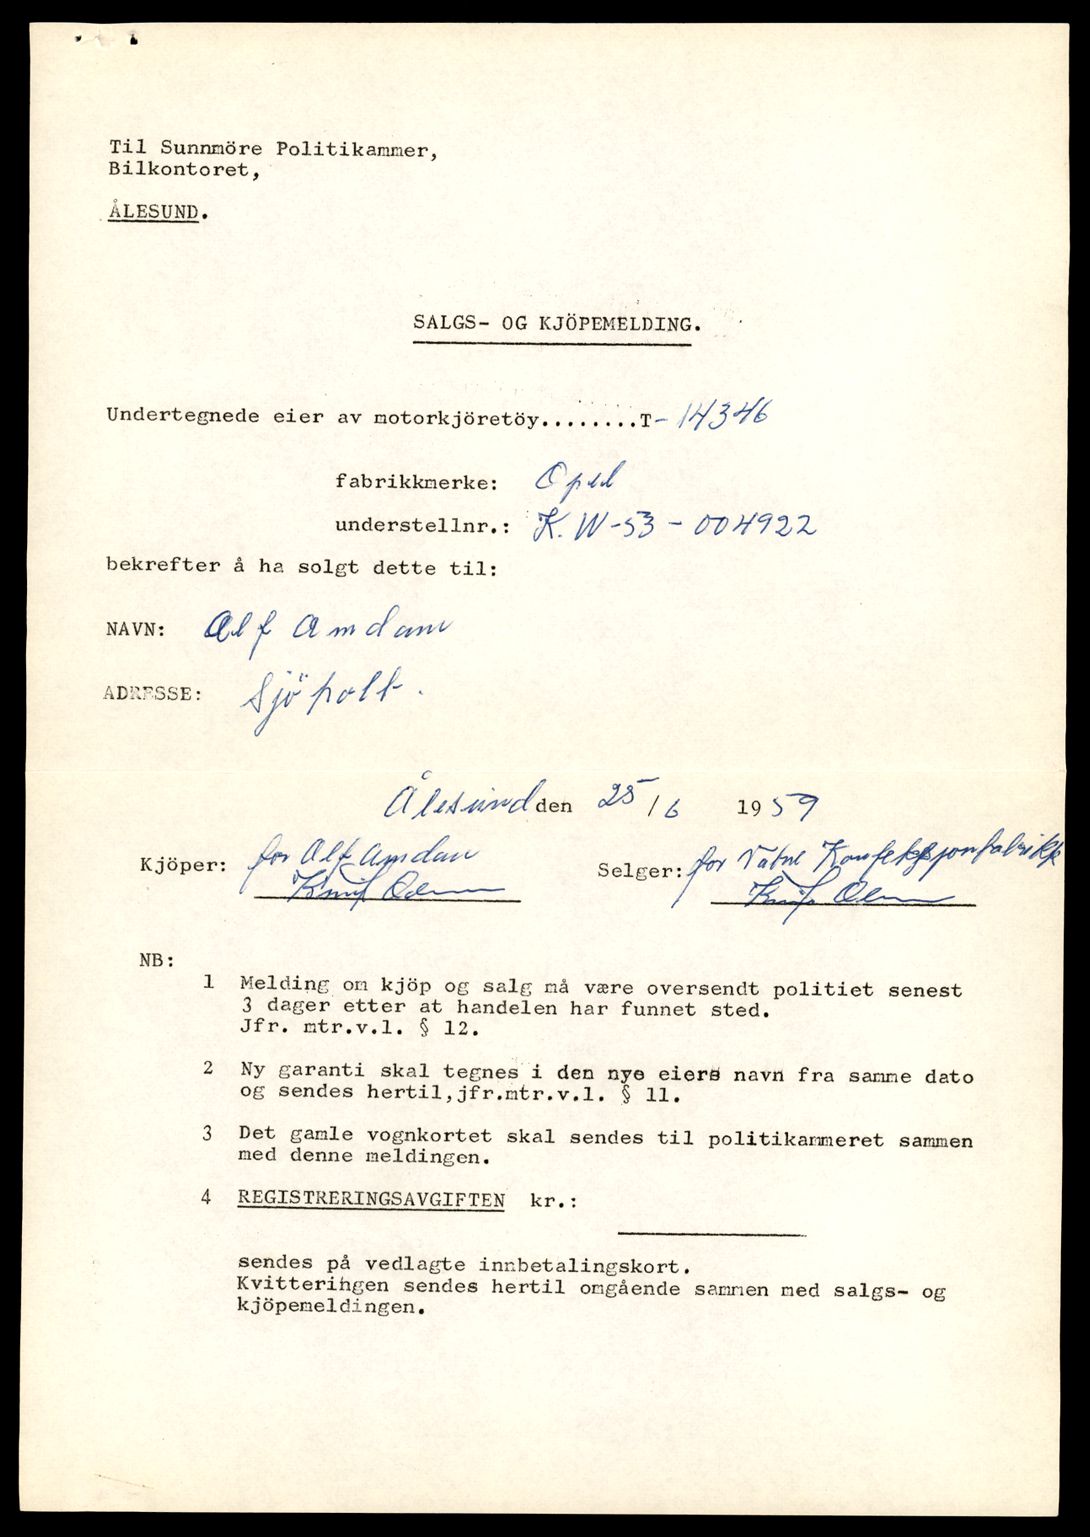 Til Sunnmöre Politikammer,
Bilkontoret,
ÅLESUND.
SALGS- OG KJÖPEMELDING.
Undertegnede eier av motorkjöretöy........T- 14346
fabrikkmerke: Opel
understellnr.: K.W-53-004922
bekrefter å ha solgt dette til:
NAVN: Alf Amdam
ADRESSE: Sjöholt.
Ålesund den 25/6 1959
Kjöper: for Alf Amdam Selger: for Vatne Konfeksjonfabrikk
Knut Knut
NB:
1 Melding om kjöp og salg må være oversendt politiet senest
3 dager etter at handelen har funnet sted.
Jfr. mtr.v.l. § 12.
2 Ny garanti skal tegnes i den nye eiers navn fra samme dato
og sendes hertil,jfr.mtr.v.l. § 11.
3 Det gamle vognkortet skal sendes til politikammeret sammen
med denne meldingen.
4 REGISTRERINGSAVGIFTEN kr.:
sendes på vedlagte innbetalingskort.
Kvitteringen sendes hertil omgående sammen med salgs- og
kjöpemeldingen.